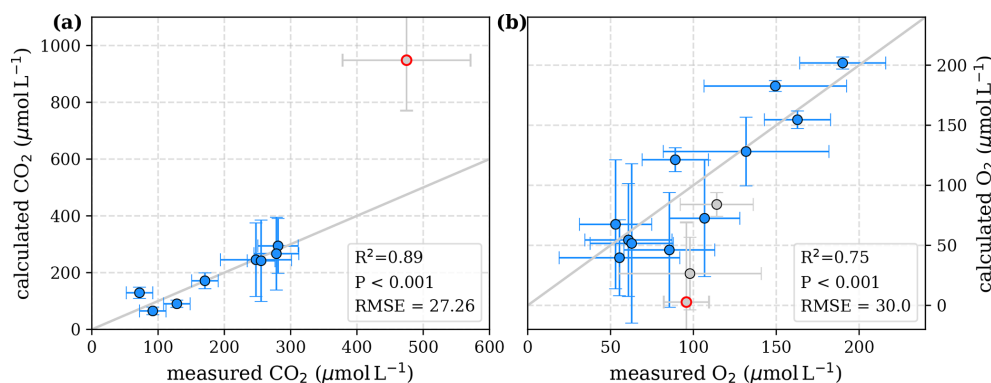 (a)
calculated CO₂ (μmol L⁻¹)
1000
800
600
400
200
0
0 100 200 300 400 500 600
measured CO₂ (μmol L⁻¹)
R²=0.89
P < 0.001
RMSE = 27.26
(b)
calculated O₂ (μmol L⁻¹)
200
150
100
50
0
0 50 100 150 200
measured O₂ (μmol L⁻¹)
R²=0.75
P < 0.001
RMSE = 30.0